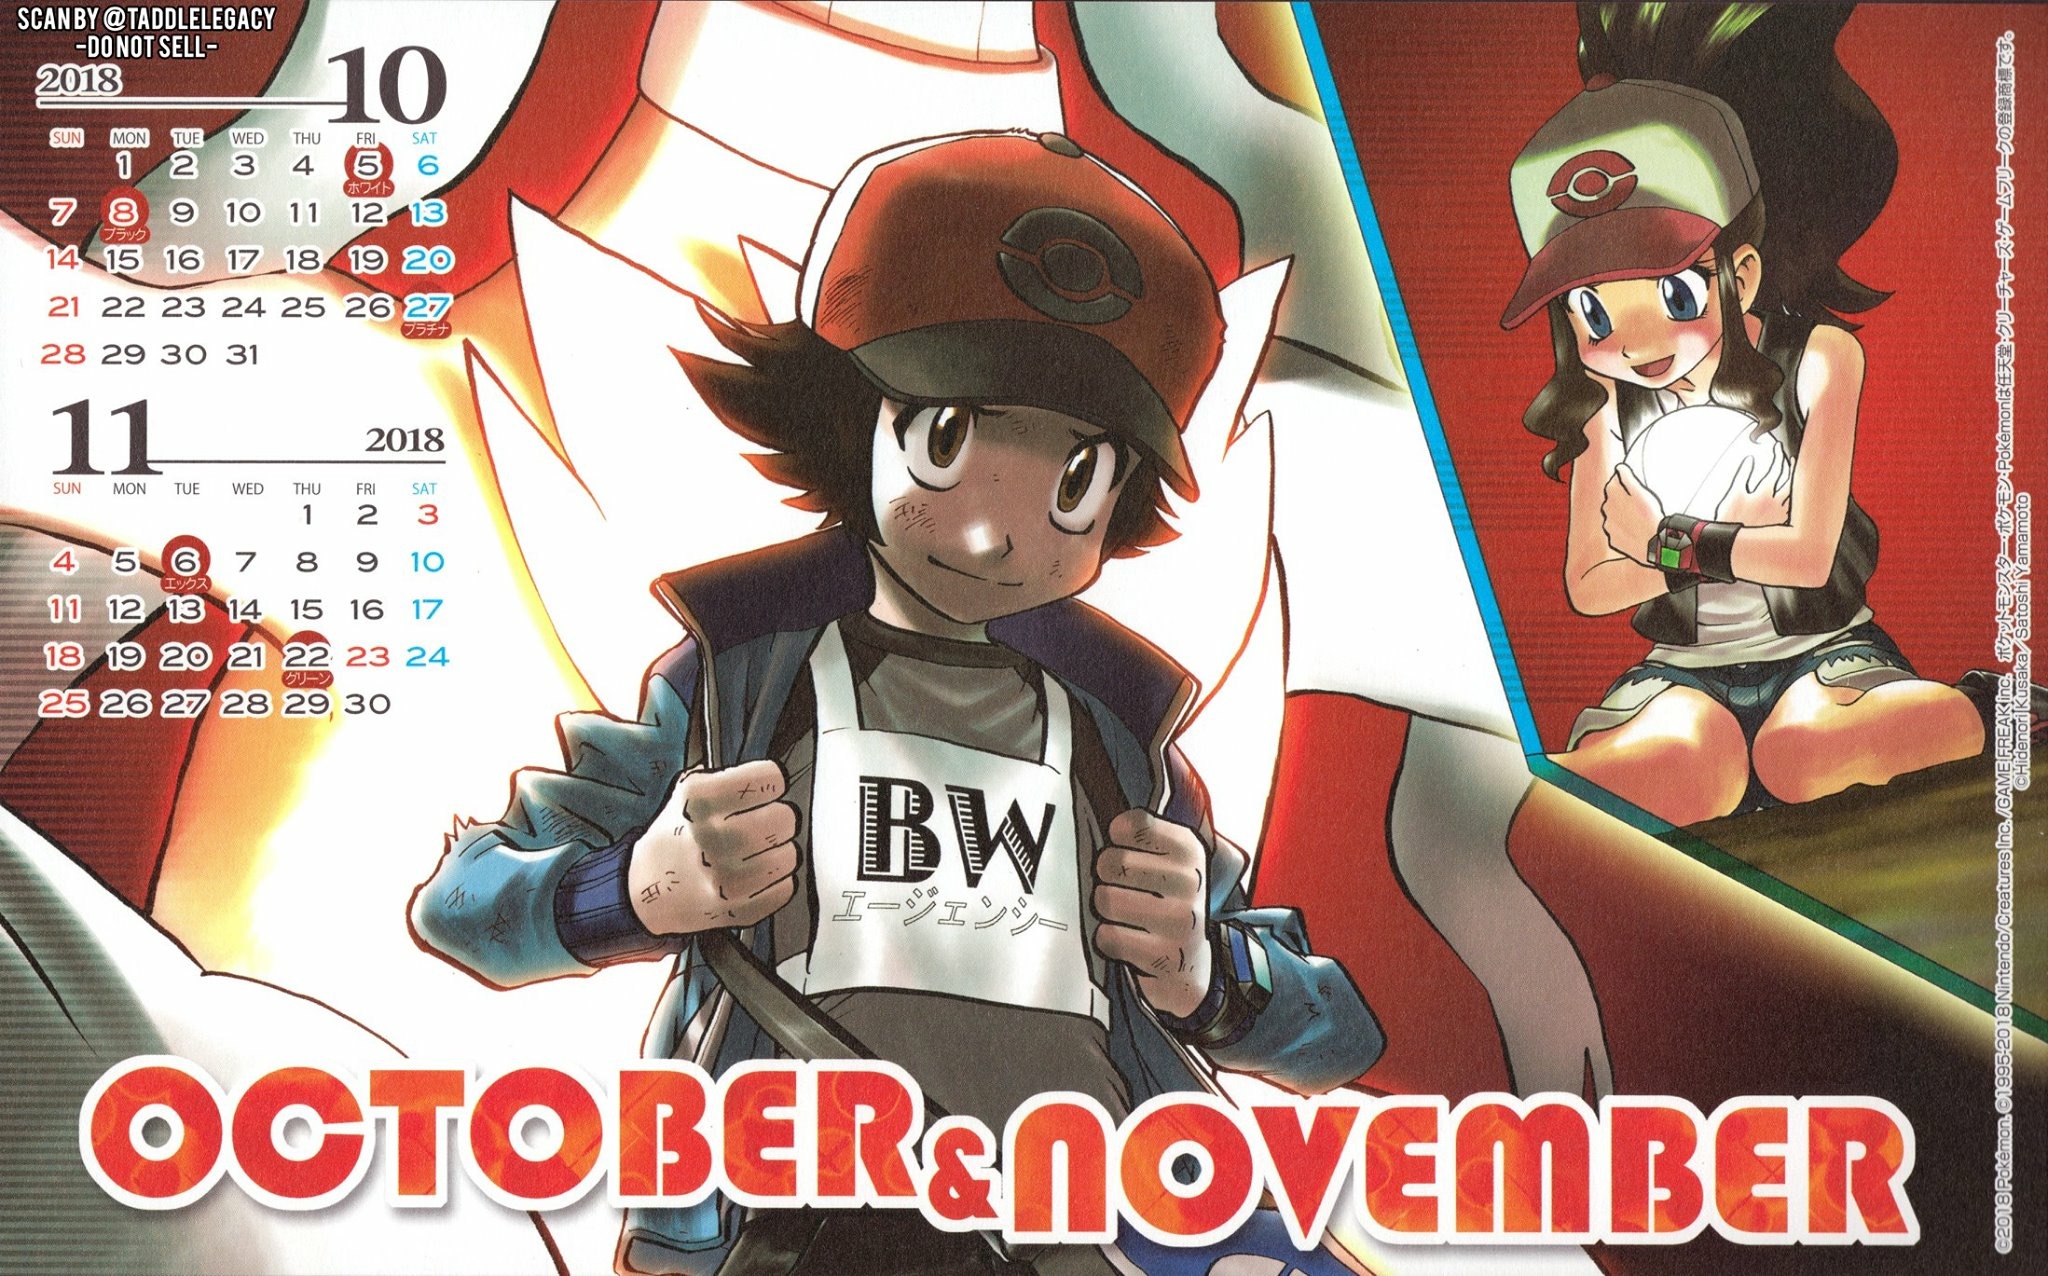 SCAN BY @TADDLELEGACY
-DO NOT SELL-
2018 10
SUN MON TUE WED THU FRI SAT
1 2 3 4 5 6
ホワイト
7 8 9 10 11 12 13
ブラック
14 15 16 17 18 19 20
21 22 23 24 25 26 27
プラチナ
28 29 30 31
11 2018
SUN MON TUE WED THU FRI SAT
1 2 3
4 5 6 7 8 9 10
エックス
11 12 13 14 15 16 17
18 19 20 21 22 23 24
グリーン
25 26 27 28 29 30
BW
エージェンシー
OCTOBER & NOVEMBER
©2018 Pokémon. ©1995-2018 Nintendo/Creatures Inc./GAME FREAK inc. ポケットモンスター・ポケモン・Pokémonは任天堂・クリーチャーズ・ゲームフリークの登録商標です。
©Hidenori Kusaka/Satoshi Yamamoto